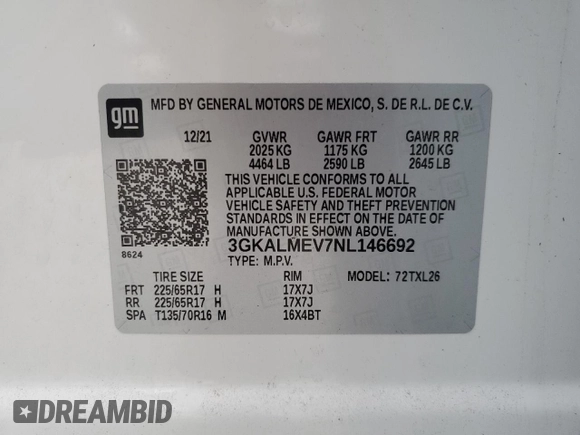 gm MFD BY GENERAL MOTORS DE MEXICO, S. DE R.L. DE C.V.
12/21 GVWR GAWR FRT GAWR RR
2025 KG 1175 KG 1200 KG
4464 LB 2590 LB 2645 LB
THIS VEHICLE CONFORMS TO ALL
APPLICABLE U.S. FEDERAL MOTOR
VEHICLE SAFETY AND THEFT PREVENTION
STANDARDS IN EFFECT ON THE DATE OF
MANUFACTURE SHOWN ABOVE.
8624 3GKALMEV7NL146692
TYPE: M.P.V.
TIRE SIZE RIM MODEL: 72TXL26
FRT 225/65R17 H 17X7J
RR 225/65R17 H 17X7J
SPA T135/70R16 M 16X4BT
DREAMBID